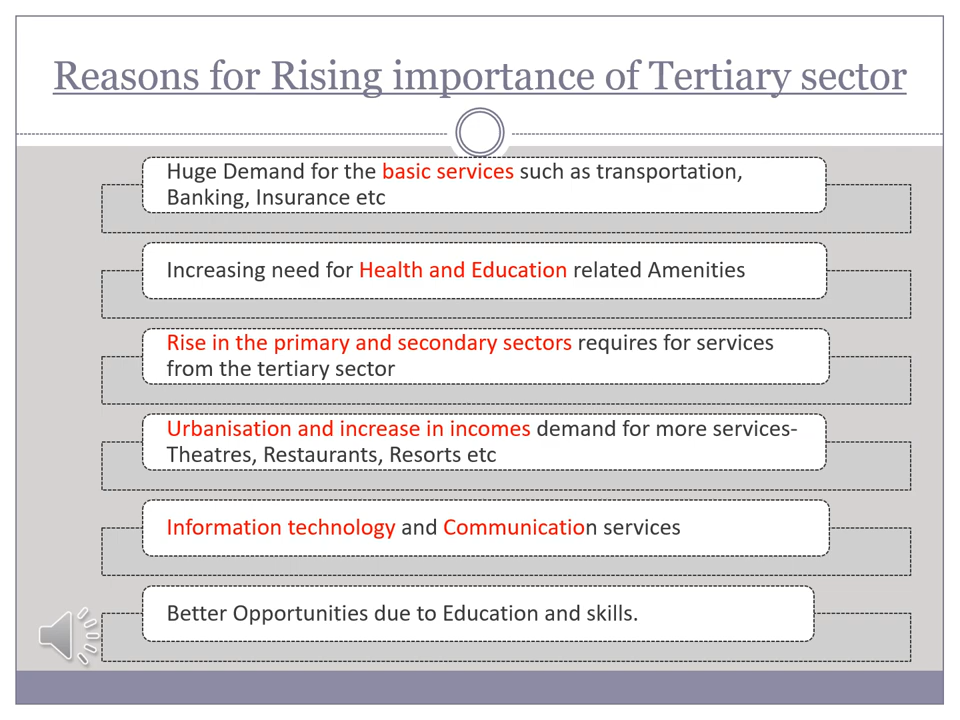 Reasons for Rising importance of Tertiary sector
Huge Demand for the basic services such as transportation,
Banking, Insurance etc
Increasing need for Health and Education related Amenities
Rise in the primary and secondary sectors requires for services
from the tertiary sector
Urbanisation and increase in incomes demand for more services-
Theatres, Restaurants, Resorts etc
Information technology and Communication services
Better Opportunities due to Education and skills.